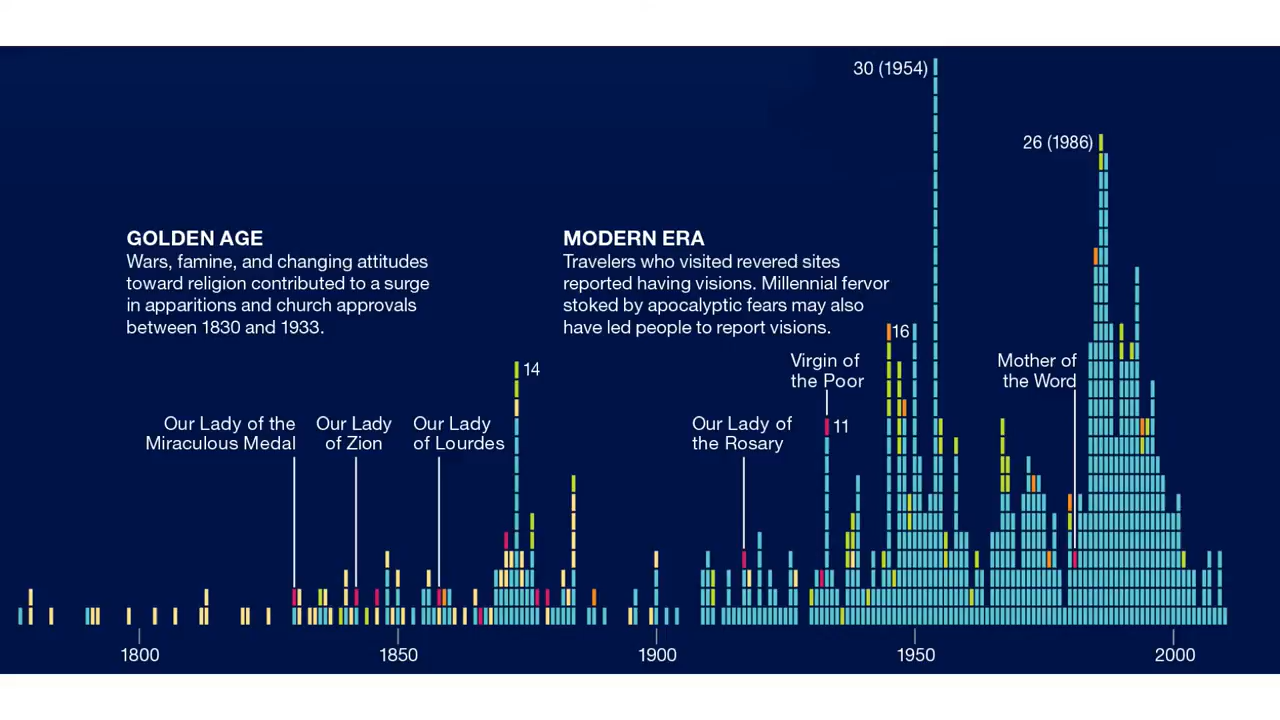 30 (1954)
26 (1986)
GOLDEN AGE
Wars, famine, and changing attitudes
toward religion contributed to a surge
in apparitions and church approvals
between 1830 and 1933.
MODERN ERA
Travelers who visited revered sites
reported having visions. Millennial fervor
stoked by apocalyptic fears may also
have led people to report visions.
16
14
Virgin of
the Poor
11
Mother of
the Word
Our Lady of the
Miraculous Medal
Our Lady
of Zion
Our Lady
of Lourdes
Our Lady of
the Rosary
1800
1850
1900
1950
2000